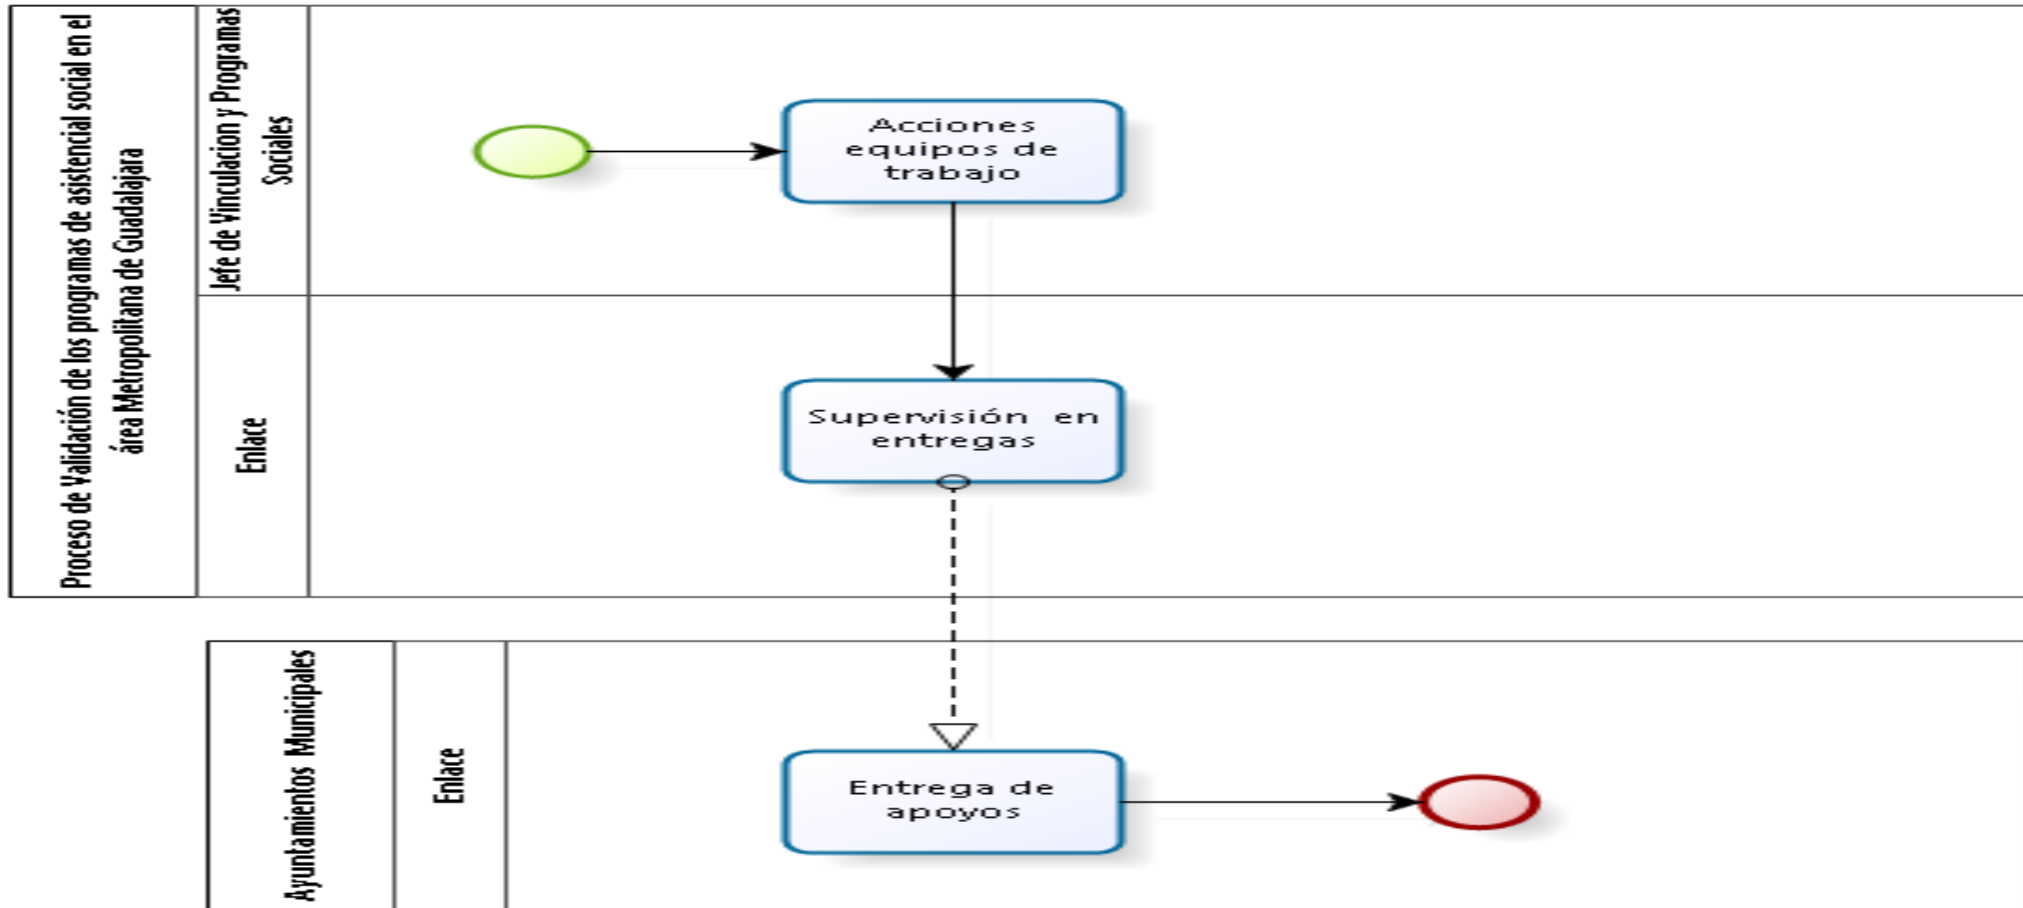 Proceso de Validación de los programas de asistencial social en el
área Metropolitana de Guadalajara
Jefe de Vinculacion y Programas
Sociales
Acciones
equipos de
trabajo
Enlace
Supervisión en
entregas
Ayuntamientos Municipales
Enlace
Entrega de
apoyos